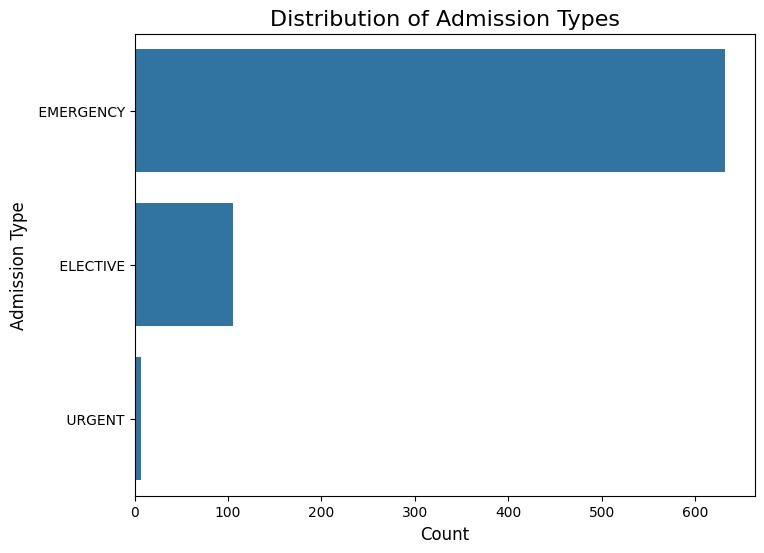 Distribution of Admission Types
EMERGENCY
ELECTIVE
URGENT
Admission Type
0 100 200 300 400 500 600
Count